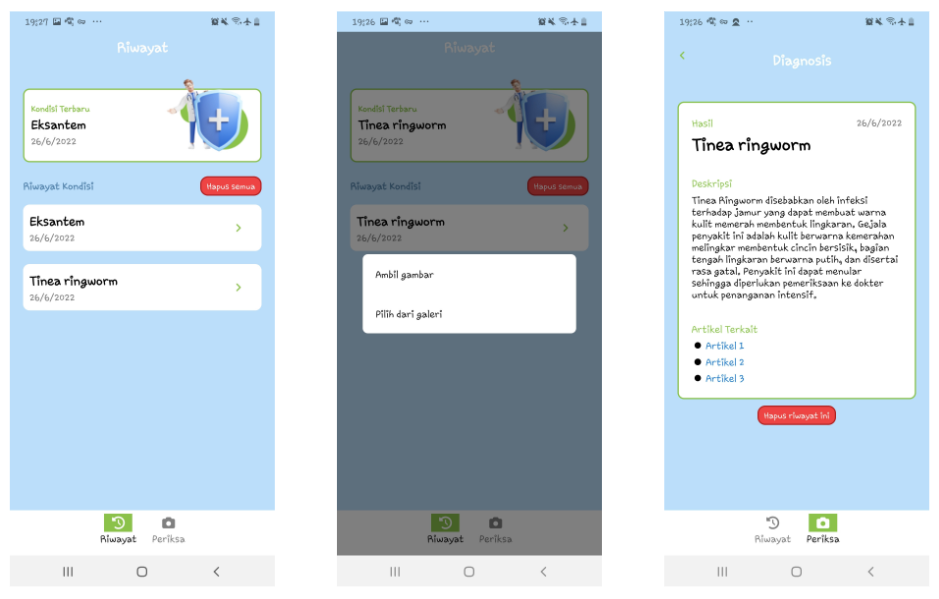 19:27
Riwayat
Kondisi Terbaru
Eksantem
26/6/2022
Riwayat Kondisi
Hapus semua
Eksantem
26/6/2022
Tinea ringworm
26/6/2022
Riwayat
Periksa
19:26
Riwayat
Kondisi Terbaru
Tinea ringworm
26/6/2022
Riwayat Kondisi
Hapus semua
Tinea ringworm
26/6/2022
Ambil gambar
Pilih dari galeri
Riwayat
Periksa
19:26
Diagnosis
Hasil
26/6/2022
Tinea ringworm
Deskripsi
Tinea Ringworm disebabkan oleh infeksi
terhadap jamur yang dapat membuat warna
kulit memerah membentuk lingkaran. Gejala
penyakit ini adalah kulit berwarna kemerahan
melingkar membentuk cincin bersisik, bagian
tengah lingkaran berwarna putih, dan disertai
rasa gatal. Penyakit ini dapat menular
sehingga diperlukan pemeriksaan ke dokter
untuk penanganan intensif.
Artikel Terkait
Artikel 1
Artikel 2
Artikel 3
Hapus riwayat ini
Riwayat
Periksa